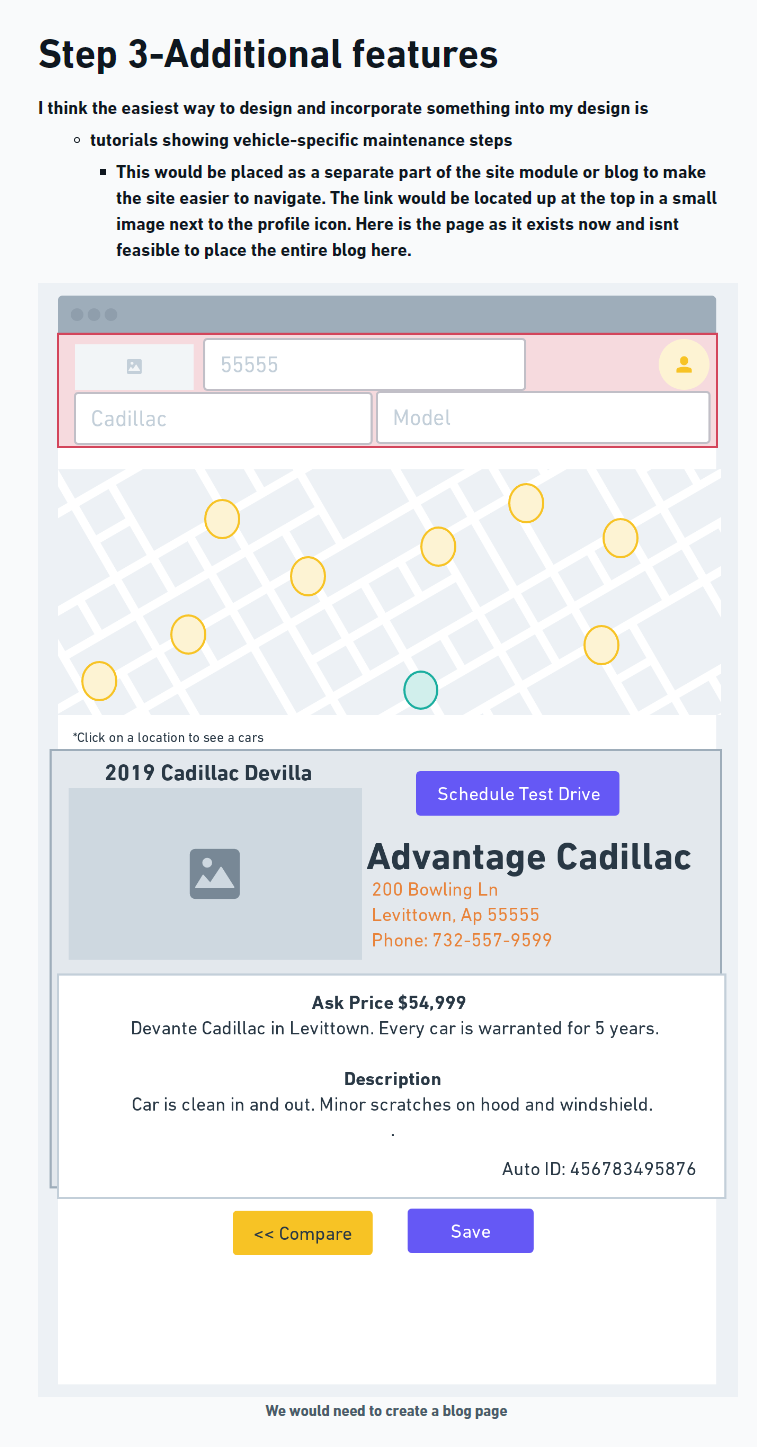 Step 3-Additional features
I think the easiest way to design and incorporate something into my design is
tutorials showing vehicle-specific maintenance steps
This would be placed as a separate part of the site module or blog to make
the site easier to navigate. The link would be located up at the top in a small
image next to the profile icon. Here is the page as it exists now and isnt
feasible to place the entire blog here.
55555
Cadillac
Model
*Click on a location to see a cars
2019 Cadillac Devilla
Schedule Test Drive
Advantage Cadillac
200 Bowling Ln
Levittown, Ap 55555
Phone: 732-557-9599
Ask Price $54,999
Devante Cadillac in Levittown. Every car is warranted for 5 years.
Description
Car is clean in and out. Minor scratches on hood and windshield.
.
Auto ID: 456783495876
<< Compare
Save
We would need to create a blog page